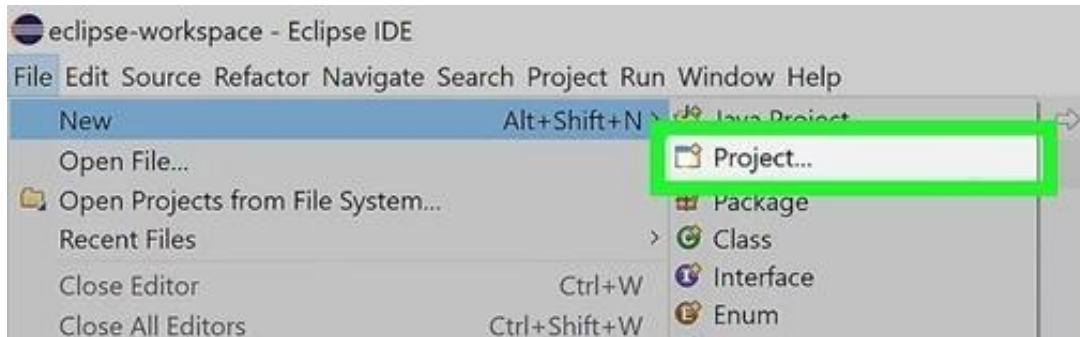 eclipse-workspace - Eclipse IDE
File Edit Source Refactor Navigate Search Project Run Window Help
New Alt+Shift+N >
Java Project
Open File...
Project...
Open Projects from File System...
Package
Recent Files >
Class
Close Editor Ctrl+W
Interface
Close All Editors Ctrl+Shift+W
Enum